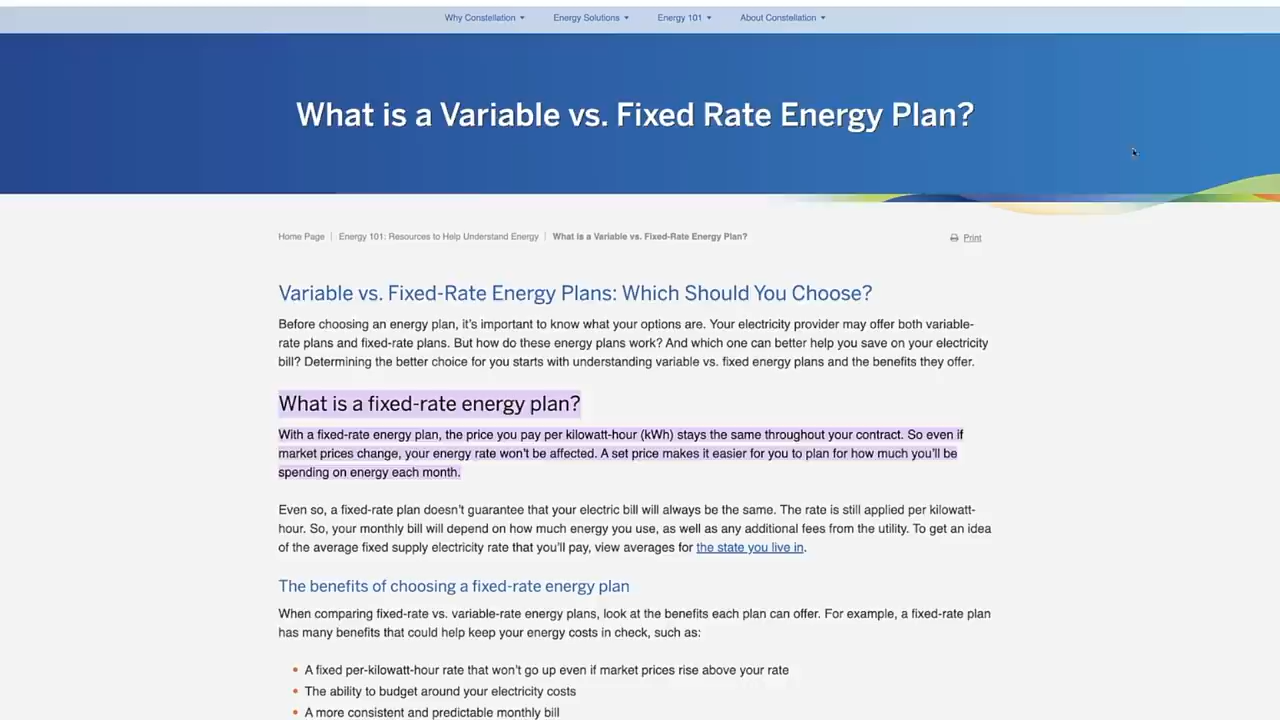 Why Constellation Energy Solutions Energy 101 About Constellation
What is a Variable vs. Fixed Rate Energy Plan?
Home Page | Energy 101: Resources to Help Understand Energy | What is a Variable vs. Fixed-Rate Energy Plan? Print
Variable vs. Fixed-Rate Energy Plans: Which Should You Choose?
Before choosing an energy plan, it's important to know what your options are. Your electricity provider may offer both variable-
rate plans and fixed-rate plans. But how do these energy plans work? And which one can better help you save on your electricity
bill? Determining the better choice for you starts with understanding variable vs. fixed energy plans and the benefits they offer.
What is a fixed-rate energy plan?
With a fixed-rate energy plan, the price you pay per kilowatt-hour (kWh) stays the same throughout your contract. So even if
market prices change, your energy rate won't be affected. A set price makes it easier for you to plan for how much you'll be
spending on energy each month.
Even so, a fixed-rate plan doesn't guarantee that your electric bill will always be the same. The rate is still applied per kilowatt-
hour. So, your monthly bill will depend on how much energy you use, as well as any additional fees from the utility. To get an idea
of the average fixed supply electricity rate that you'll pay, view averages for the state you live in.
The benefits of choosing a fixed-rate energy plan
When comparing fixed-rate vs. variable-rate energy plans, look at the benefits each plan can offer. For example, a fixed-rate plan
has many benefits that could help keep your energy costs in check, such as:
• A fixed per-kilowatt-hour rate that won't go up even if market prices rise above your rate
• The ability to budget around your electricity costs
• A more consistent and predictable monthly bill